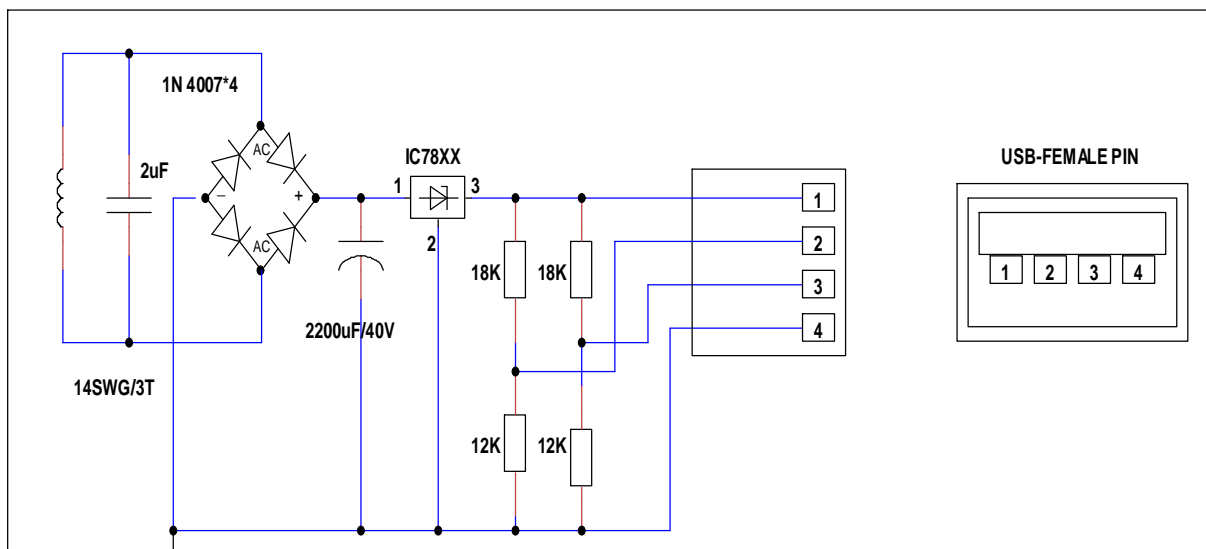 1N 4007*4
2uF
AC
–
+
AC
14SWG/3T
2200uF/40V
IC78XX
1
3
2
18K
18K
12K
12K
1
2
3
4
USB-FEMALE PIN
1 2 3 4